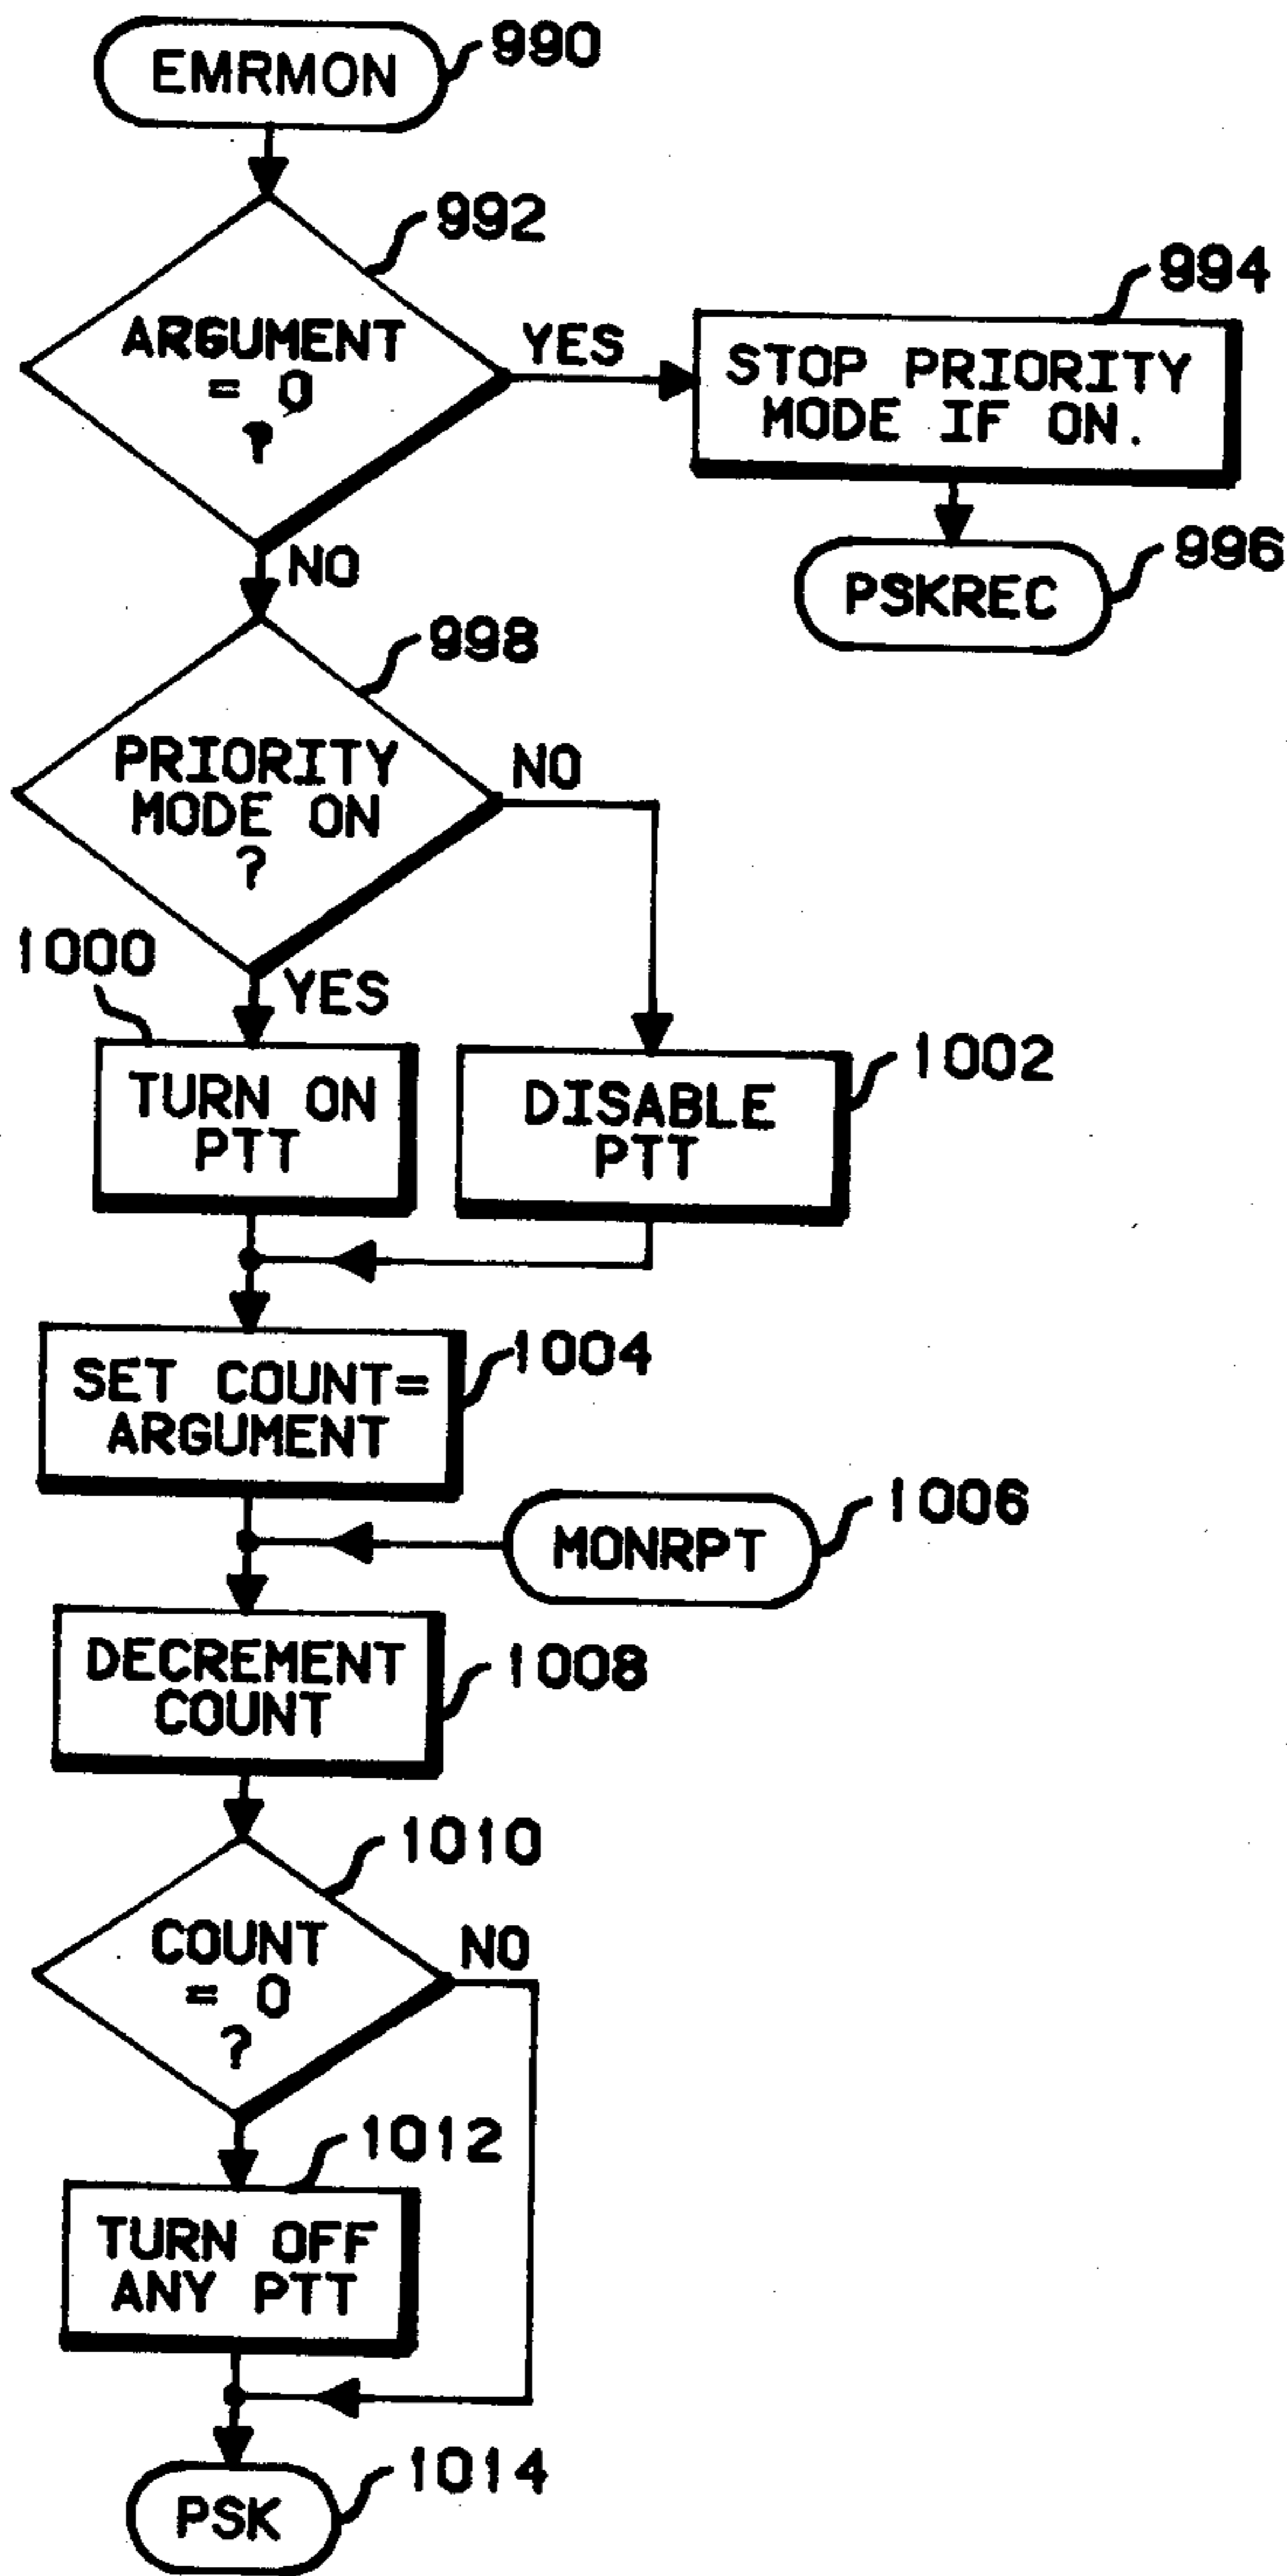 EMRMON
990
992
ARGUMENT
= 0
?
YES
994
STOP PRIORITY
MODE IF ON.
NO
996
PSKREC
998
PRIORITY
MODE ON
?
NO
1000
YES
TURN ON
PTT
1002
DISABLE
PTT
1004
SET COUNT=
ARGUMENT
1006
MONRPT
DECREMENT
COUNT
1008
1010
COUNT
= 0
?
NO
1012
TURN OFF
ANY PTT
1014
PSK